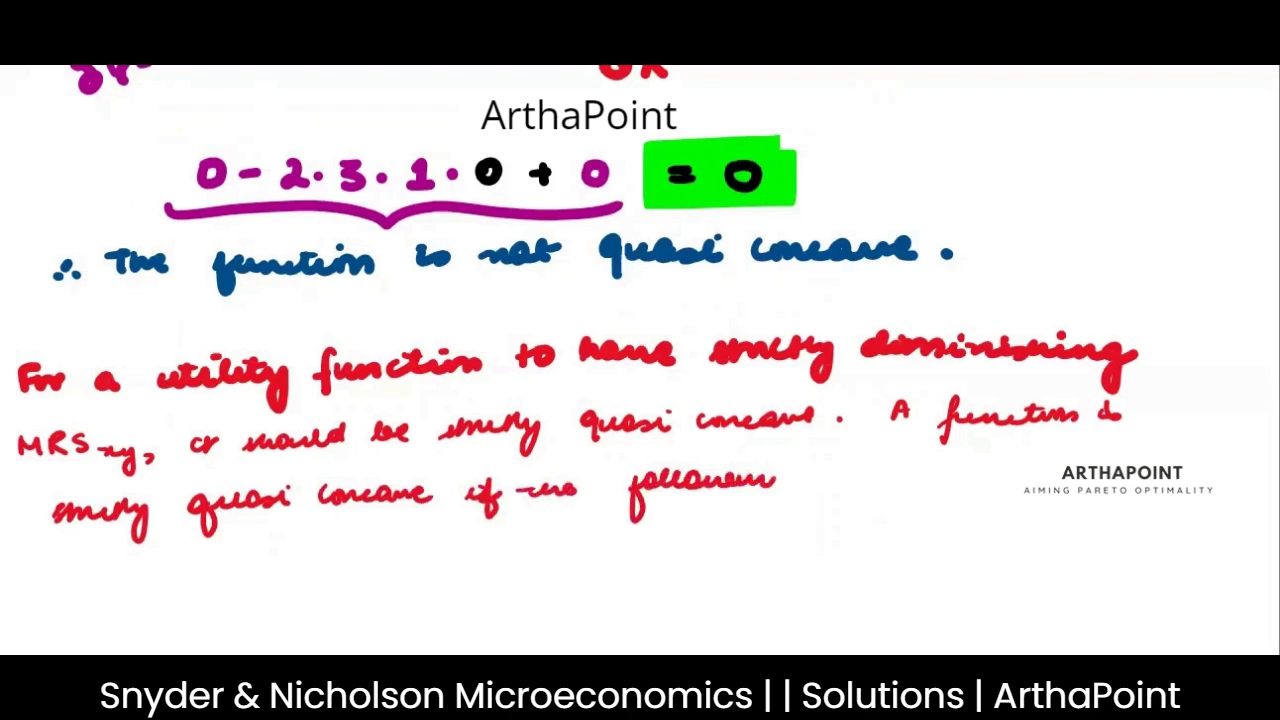 ArthaPoint
0 - 2.3.1.0 + 0 = 0
∴ The function is not quasi concave.
For a utility function to have strictly diminishing
MRSxy, it should be strictly quasi concave. A function is
strictly quasi concave if the following
ARTHAPOINT
AIMING PARETO OPTIMALITY
Snyder & Nicholson Microeconomics | | Solutions | ArthaPoint